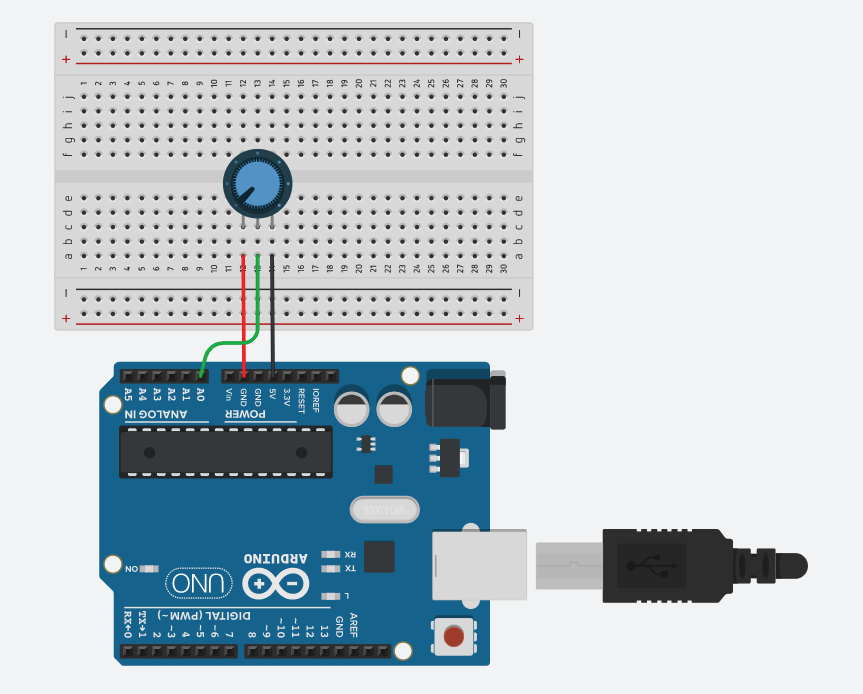 − −
+ +
1 2 3 4 5 6 7 8 9 10 11 12 13 14 15 16 17 18 19 20 21 22 23 24 25 26 27 28 29 30
j j
i i
h h
g g
f f
e e
d d
c c
b b
a a
1 2 3 4 5 6 7 8 9 10 11 12 13 14 15 16 17 18 19 20 21 22 23 24 25 26 27 28 29 30
− −
+ +
A5 A4 A3 A2 A1 A0 Vin GND GND 5V 3.3V RESET IOREF
ANALOG IN POWER
RX
TX
ON
L
ARDUINO
UNO
DIGITAL (PWM~)
RX←0 TX→1 2 ~3 4 ~5 ~6 7 8 ~9 ~10 ~11 12 13 GND AREF